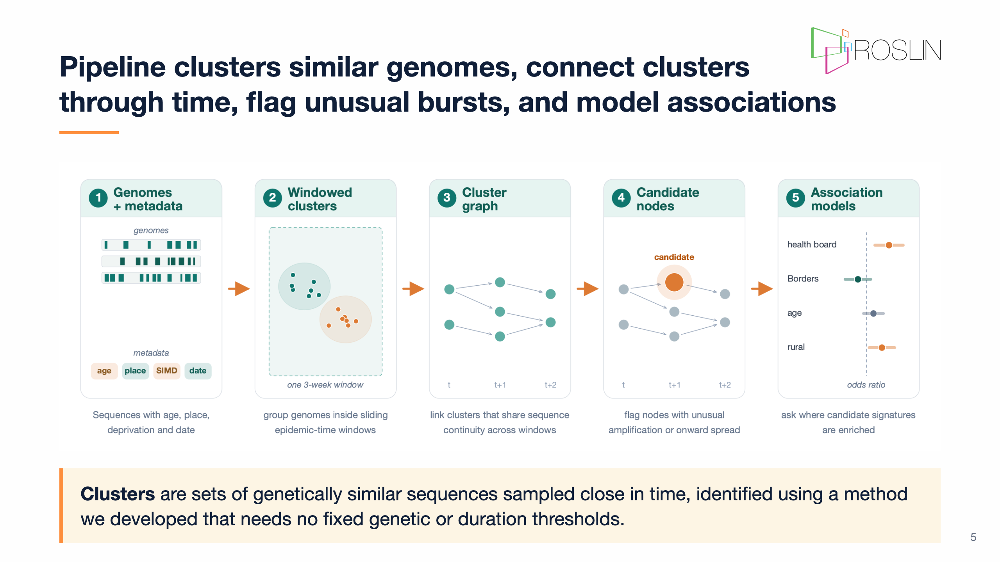 ROSLIN
Pipeline clusters similar genomes, connect clusters
through time, flag unusual bursts, and model associations
1 Genomes
+ metadata
genomes
metadata
age place SIMD date
Sequences with age, place,
deprivation and date
2 Windowed
clusters
one 3-week window
group genomes inside sliding
epidemic-time windows
3 Cluster
graph
t t+1 t+2
link clusters that share sequence
continuity across windows
4 Candidate
nodes
candidate
t t+1 t+2
flag nodes with unusual
amplification or onward spread
5 Association
models
health board
Borders
age
rural
odds ratio
ask where candidate signatures
are enriched
Clusters are sets of genetically similar sequences sampled close in time, identified using a method
we developed that needs no fixed genetic or duration thresholds.
5